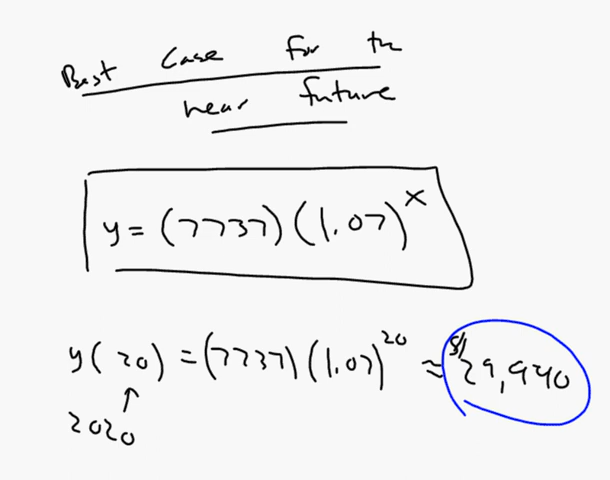 Best Case for the
near future
y = (7737)(1.07)^x
y(20) = (7737)(1.07)^20 ≈ $29,940
↑
2020